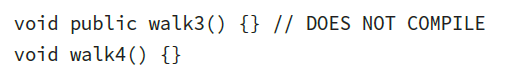 void public walk3() {} // DOES NOT COMPILE
void walk4() {}